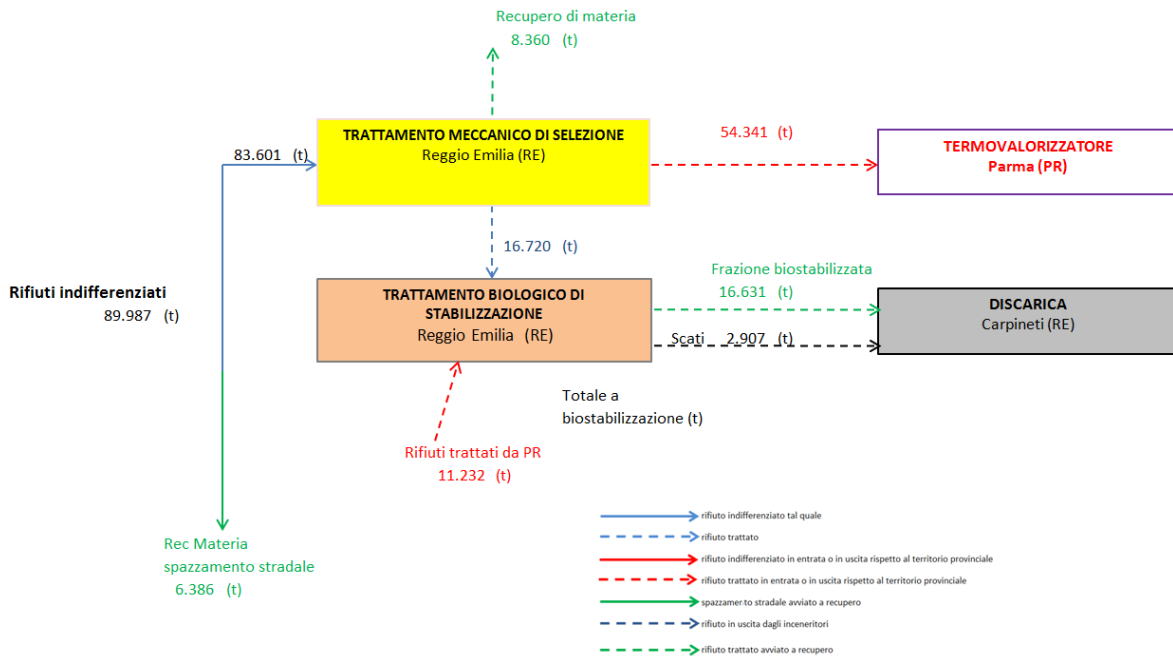 Recupero di materia
8.360 (t)
TRATTAMENTO MECCANICO DI SELEZIONE
Reggio Emilia (RE)
83.601 (t)
54.341 (t)
TERMOVALORIZZATORE
Parma (PR)
16.720 (t)
Rifiuti indifferenziati
89.987 (t)
TRATTAMENTO BIOLOGICO DI
STABILIZZAZIONE
Reggio Emilia (RE)
Frazione biostabilizzata
16.631 (t)
Scati 2.907 (t)
DISCARICA
Carpineti (RE)
Totale a
biostabilizzazione (t)
Rifiuti trattati da PR
11.232 (t)
Rec Materia
spazzamento stradale
6.386 (t)
rifiuto indifferenziato tal quale
rifiuto trattato
rifiuto indifferenziato in entrata o in uscita rispetto al territorio provinciale
rifiuto trattato in entrata o in uscita rispetto al territorio provinciale
spazzamento stradale avviato a recupero
rifiuto in uscita dagli inceneritori
rifiuto trattato avviato a recupero